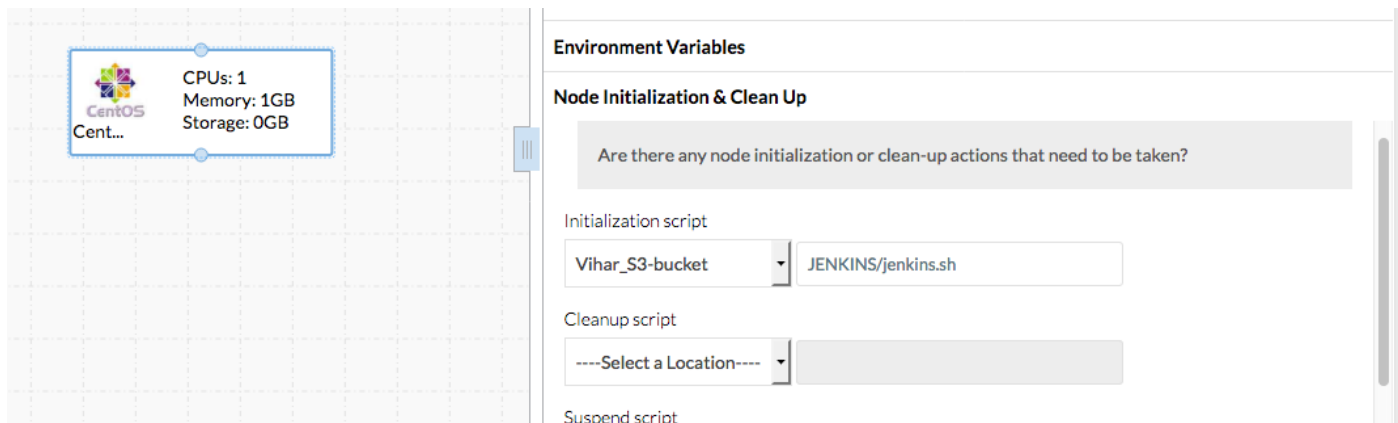 CentOS
Cent...
CPUs: 1
Memory: 1GB
Storage: 0GB
Environment Variables
Node Initialization & Clean Up
Are there any node initialization or clean-up actions that need to be taken?
Initialization script
Vihar_S3-bucket JENKINS/jenkins.sh
Cleanup script
----Select a Location----
Suspend script